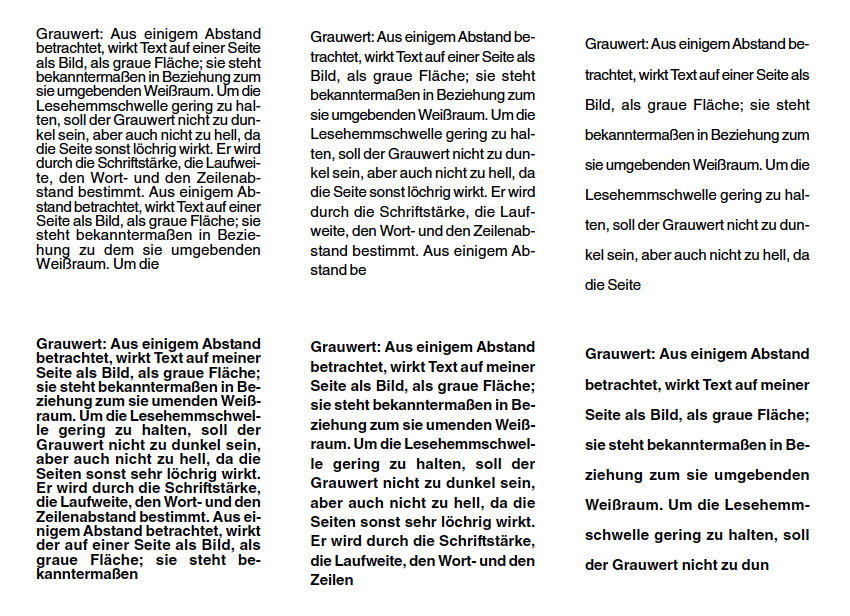 Grauwert: Aus einigem Abstand
betrachtet, wirkt Text auf einer Seite
als Bild, als graue Fläche; sie steht
bekanntermaßen in Beziehung zum
sie umgebenden Weißraum. Um die
Lesehemmschwelle gering zu hal-
ten, soll der Grauwert nicht zu dun-
kel sein, aber auch nicht zu hell, da
die Seite sonst löchrig wirkt. Er wird
durch die Schriftstärke, die Laufwei-
te, den Wort- und den Zeilenab-
stand bestimmt. Aus einigem Ab-
stand betrachtet, wirkt Text auf einer
Seite als Bild, als graue Fläche; sie
steht bekanntermaßen in Bezie-
hung zu dem sie umgebenden
Weißraum. Um die
Grauwert: Aus einigem Abstand be-
trachtet, wirkt Text auf einer Seite als
Bild, als graue Fläche; sie steht
bekanntermaßen in Beziehung zum
sie umgebenden Weißraum. Um die
Lesehemmschwelle gering zu hal-
ten, soll der Grauwert nicht zu dun-
kel sein, aber auch nicht zu hell, da
die Seite sonst löchrig wirkt. Er wird
durch die Schriftstärke, die Lauf-
weite, den Wort- und den Zeilenab-
stand bestimmt. Aus einigem Ab-
stand be
Grauwert: Aus einigem Abstand be-
trachtet, wirkt Text auf einer Seite als
Bild, als graue Fläche; sie steht
bekanntermaßen in Beziehung zum
sie umgebenden Weißraum. Um die
Lesehemmschwelle gering zu hal-
ten, soll der Grauwert nicht zu dun-
kel sein, aber auch nicht zu hell, da
die Seite
Grauwert: Aus einigem Abstand
betrachtet, wirkt Text auf meiner
Seite als Bild, als graue Fläche;
sie steht bekanntermaßen in Be-
ziehung zum sie umenden Weiß-
raum. Um die Lesehemmschwel-
le gering zu halten, soll der
Grauwert nicht zu dunkel sein,
aber auch nicht zu hell, da die
Seiten sonst sehr löchrig wirkt.
Er wird durch die Schriftstärke,
die Laufweite, den Wort- und den
Zeilenabstand bestimmt. Aus ei-
nigem Abstand betrachtet, wirkt
der auf einer Seite als Bild, als
graue Fläche; sie steht be-
kanntermaßen
Grauwert: Aus einigem Abstand
betrachtet, wirkt Text auf meiner
Seite als Bild, als graue Fläche;
sie steht bekanntermaßen in Be-
ziehung zum sie umenden Weiß-
raum. Um die Lesehemmschwel-
le gering zu halten, soll der
Grauwert nicht zu dunkel sein,
aber auch nicht zu hell, da die
Seiten sonst sehr löchrig wirkt.
Er wird durch die Schriftstärke,
die Laufweite, den Wort- und den
Zeilen
Grauwert: Aus einigem Abstand
betrachtet, wirkt Text auf meiner
Seite als Bild, als graue Fläche;
sie steht bekanntermaßen in Be-
ziehung zum sie umgebenden
Weißraum. Um die Lesehemm-
schwelle gering zu halten, soll
der Grauwert nicht zu dun